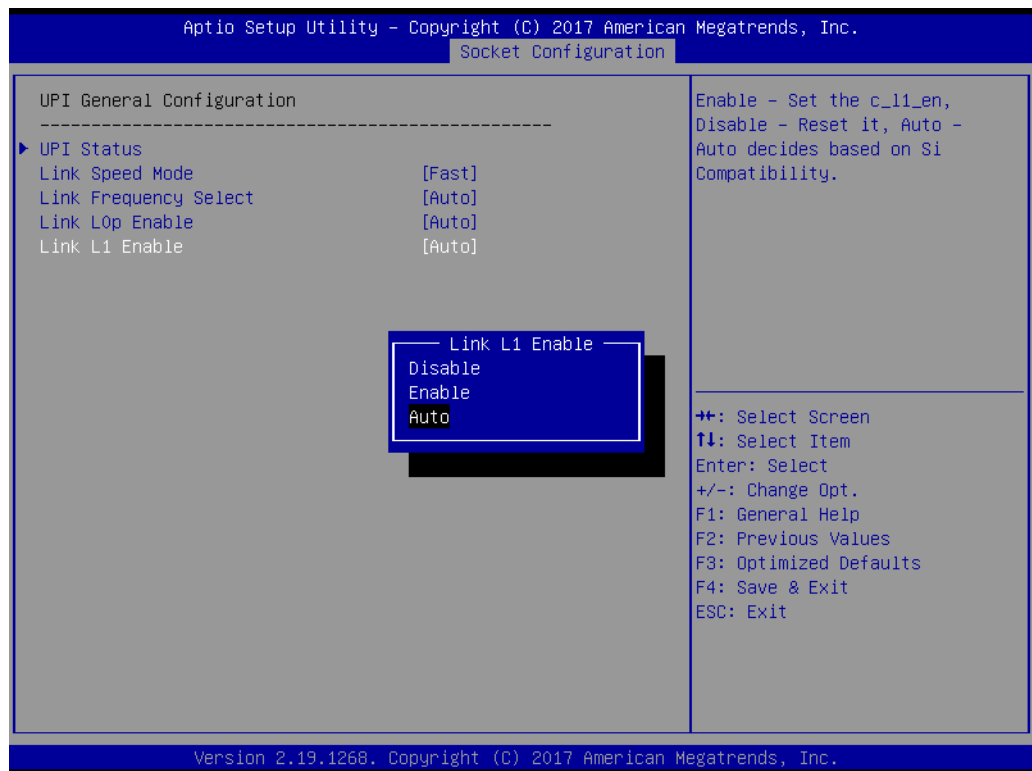 Aptio Setup Utility – Copyright (C) 2017 American Megatrends, Inc.
Socket Configuration
UPI General Configuration
--------------------------------------------------
UPI Status
Link Speed Mode [Fast]
Link Frequency Select [Auto]
Link L0p Enable [Auto]
Link L1 Enable [Auto]
Link L1 Enable
Disable
Enable
Auto
Enable – Set the c_l1_en,
Disable – Reset it, Auto –
Auto decides based on Si
Compatibility.
→←: Select Screen
↑↓: Select Item
Enter: Select
+/-: Change Opt.
F1: General Help
F2: Previous Values
F3: Optimized Defaults
F4: Save & Exit
ESC: Exit
Version 2.19.1268. Copyright (C) 2017 American Megatrends, Inc.